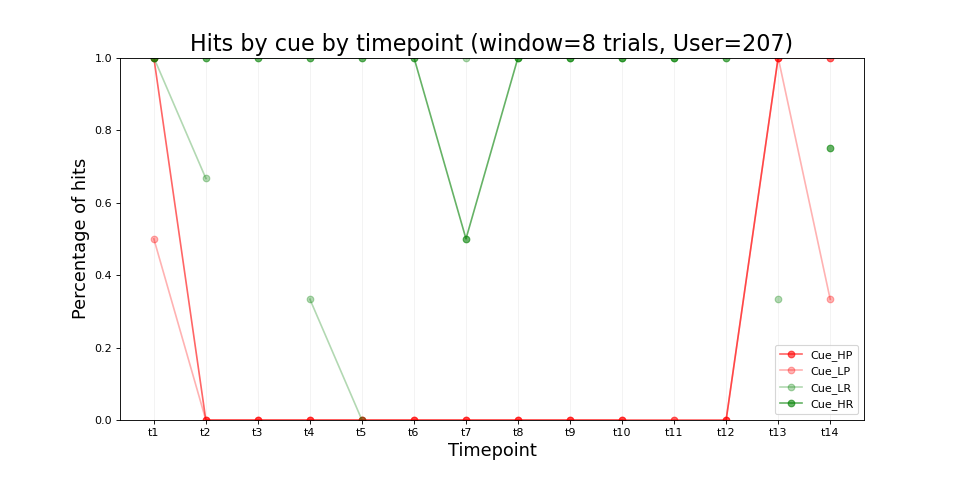 Hits by cue by timepoint (window=8 trials, User=207)
Percentage of hits
1.0
0.8
0.6
0.4
0.2
0.0
Cue_HP
Cue_LP
Cue_LR
Cue_HR
t1 t2 t3 t4 t5 t6 t7 t8 t9 t10 t11 t12 t13 t14
Timepoint